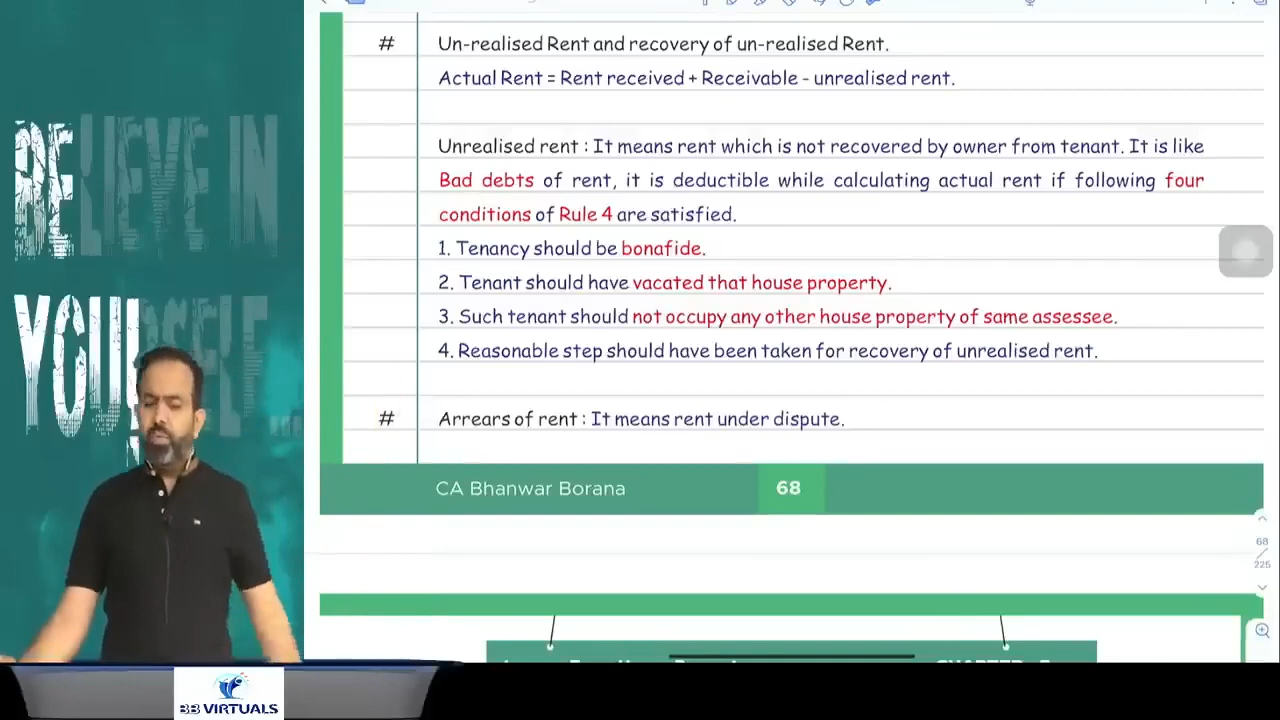 BELIEVE IN
# Un-realised Rent and recovery of un-realised Rent.
Actual Rent = Rent received + Receivable - unrealised rent.
Unrealised rent : It means rent which is not recovered by owner from tenant. It is like
Bad debts of rent, it is deductible while calculating actual rent if following four
conditions of Rule 4 are satisfied.
1. Tenancy should be bonafide.
2. Tenant should have vacated that house property.
3. Such tenant should not occupy any other house property of same assessee.
4. Reasonable step should have been taken for recovery of unrealised rent.
# Arrears of rent : It means rent under dispute.
CA Bhanwar Borana 68
68
225
BB VIRTUALS